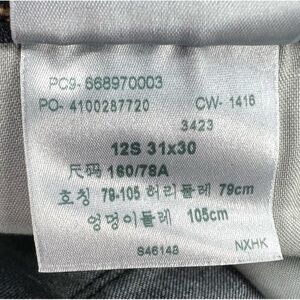 PC9- 668970003
PO- 4100287720 CW- 1416
3423
12S 31x30
尺码 160/78A
호칭 79-105 허리둘레 79cm
엉덩이둘레 105cm
S46148 NXHK